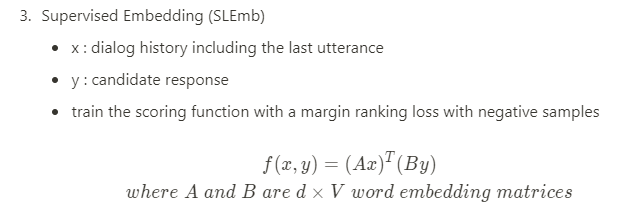 3. Supervised Embedding (SLEmb)
• x : dialog history including the last utterance
• y : candidate response
• train the scoring function with a margin ranking loss with negative samples
f(x, y) = (Ax)^T(By)
where A and B are d × V word embedding matrices